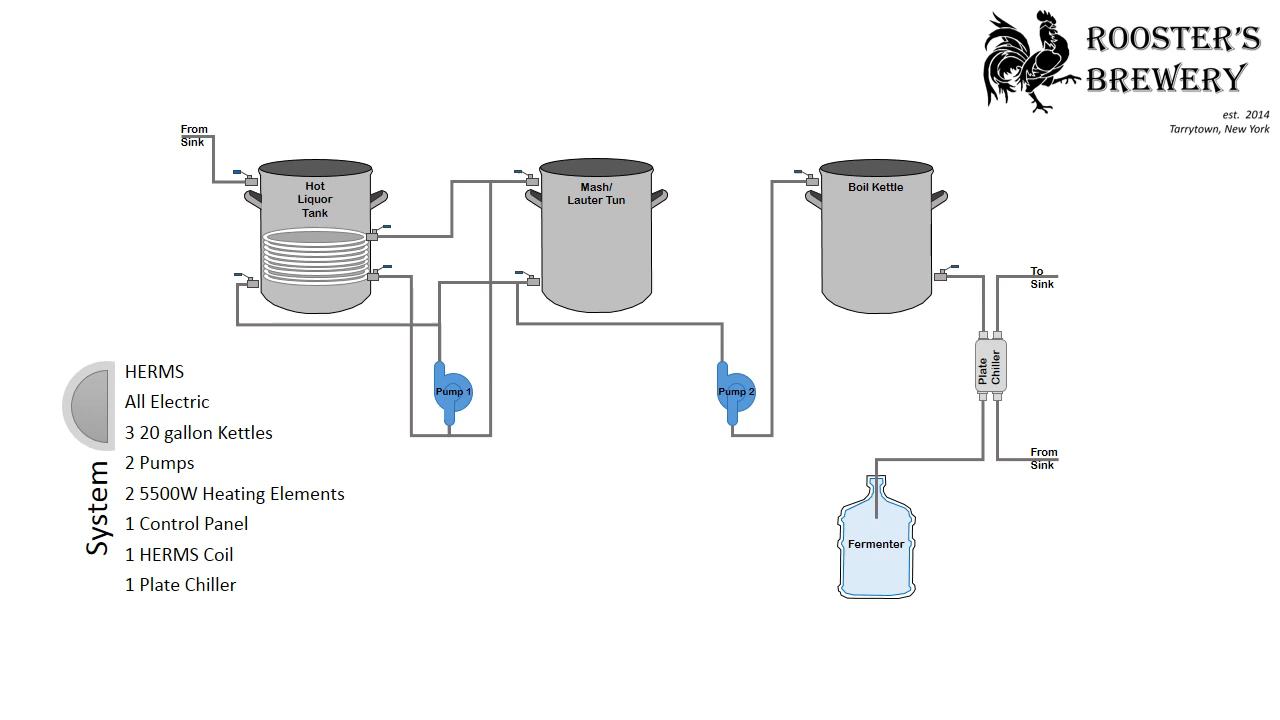 ROOSTER'S
BREWERY
est. 2014
Tarrytown, New York
From
Sink
Hot
Liquor
Tank
Mash/
Lauter Tun
Boil Kettle
To
Sink
Plate
Chiller
Pump 1
Pump 2
From
Sink
Fermenter
System
HERMS
All Electric
3 20 gallon Kettles
2 Pumps
2 5500W Heating Elements
1 Control Panel
1 HERMS Coil
1 Plate Chiller